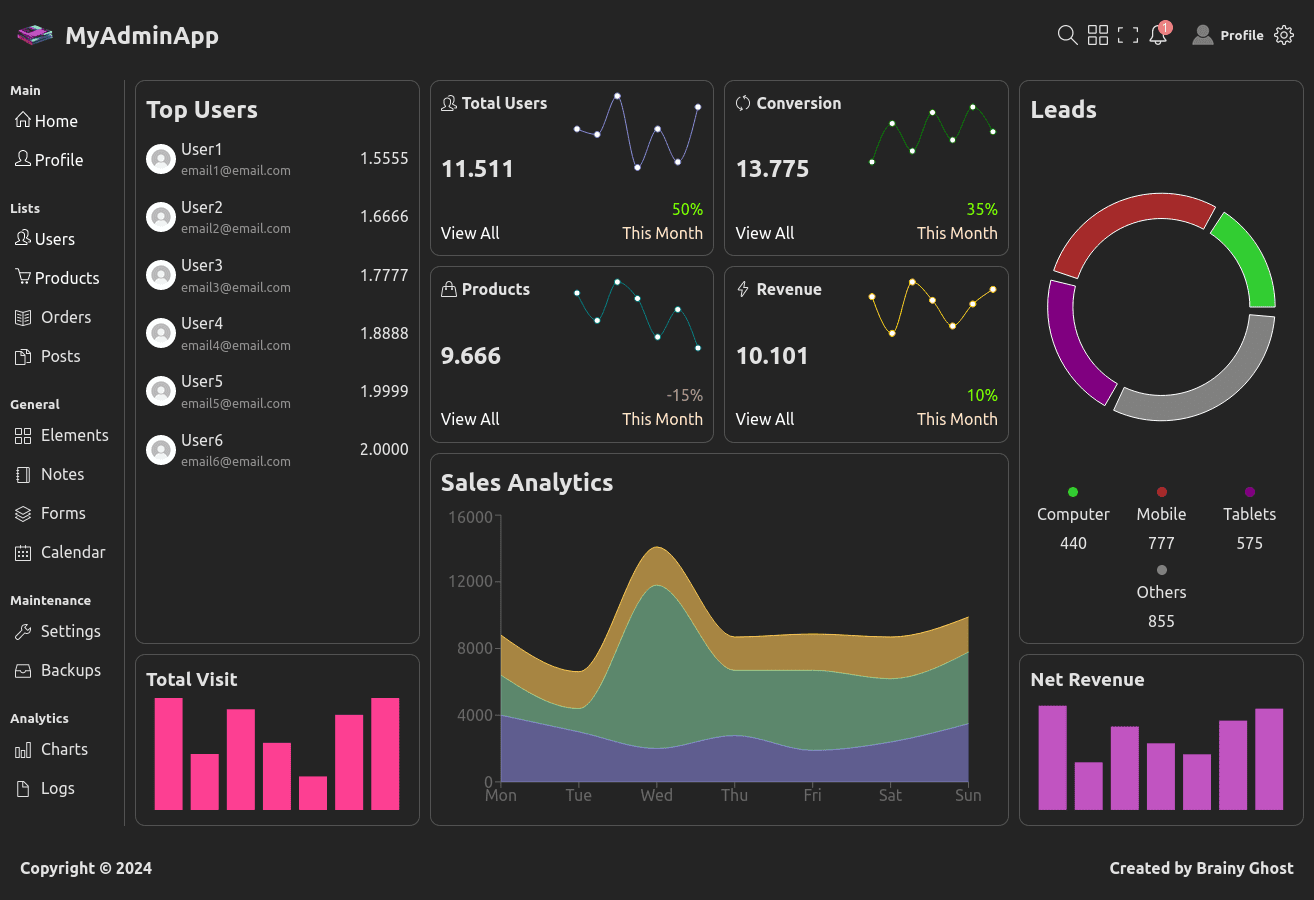 MyAdminApp
1
Profile
Main
Home
Profile
Lists
Users
Products
Orders
Posts
General
Elements
Notes
Forms
Calendar
Maintenance
Settings
Backups
Analytics
Charts
Logs
Top Users
User1
email1@email.com
1.5555
User2
email2@email.com
1.6666
User3
email3@email.com
1.7777
User4
email4@email.com
1.8888
User5
email5@email.com
1.9999
User6
email6@email.com
2.0000
Total Visit
Total Users
11.511
50%
View All This Month
Conversion
13.775
35%
View All This Month
Products
9.666
-15%
View All This Month
Revenue
10.101
10%
View All This Month
Sales Analytics
16000
12000
8000
4000
0
Mon Tue Wed Thu Fri Sat Sun
Leads
Computer Mobile Tablets
440 777 575
Others
855
Net Revenue
Copyright © 2024
Created by Brainy Ghost